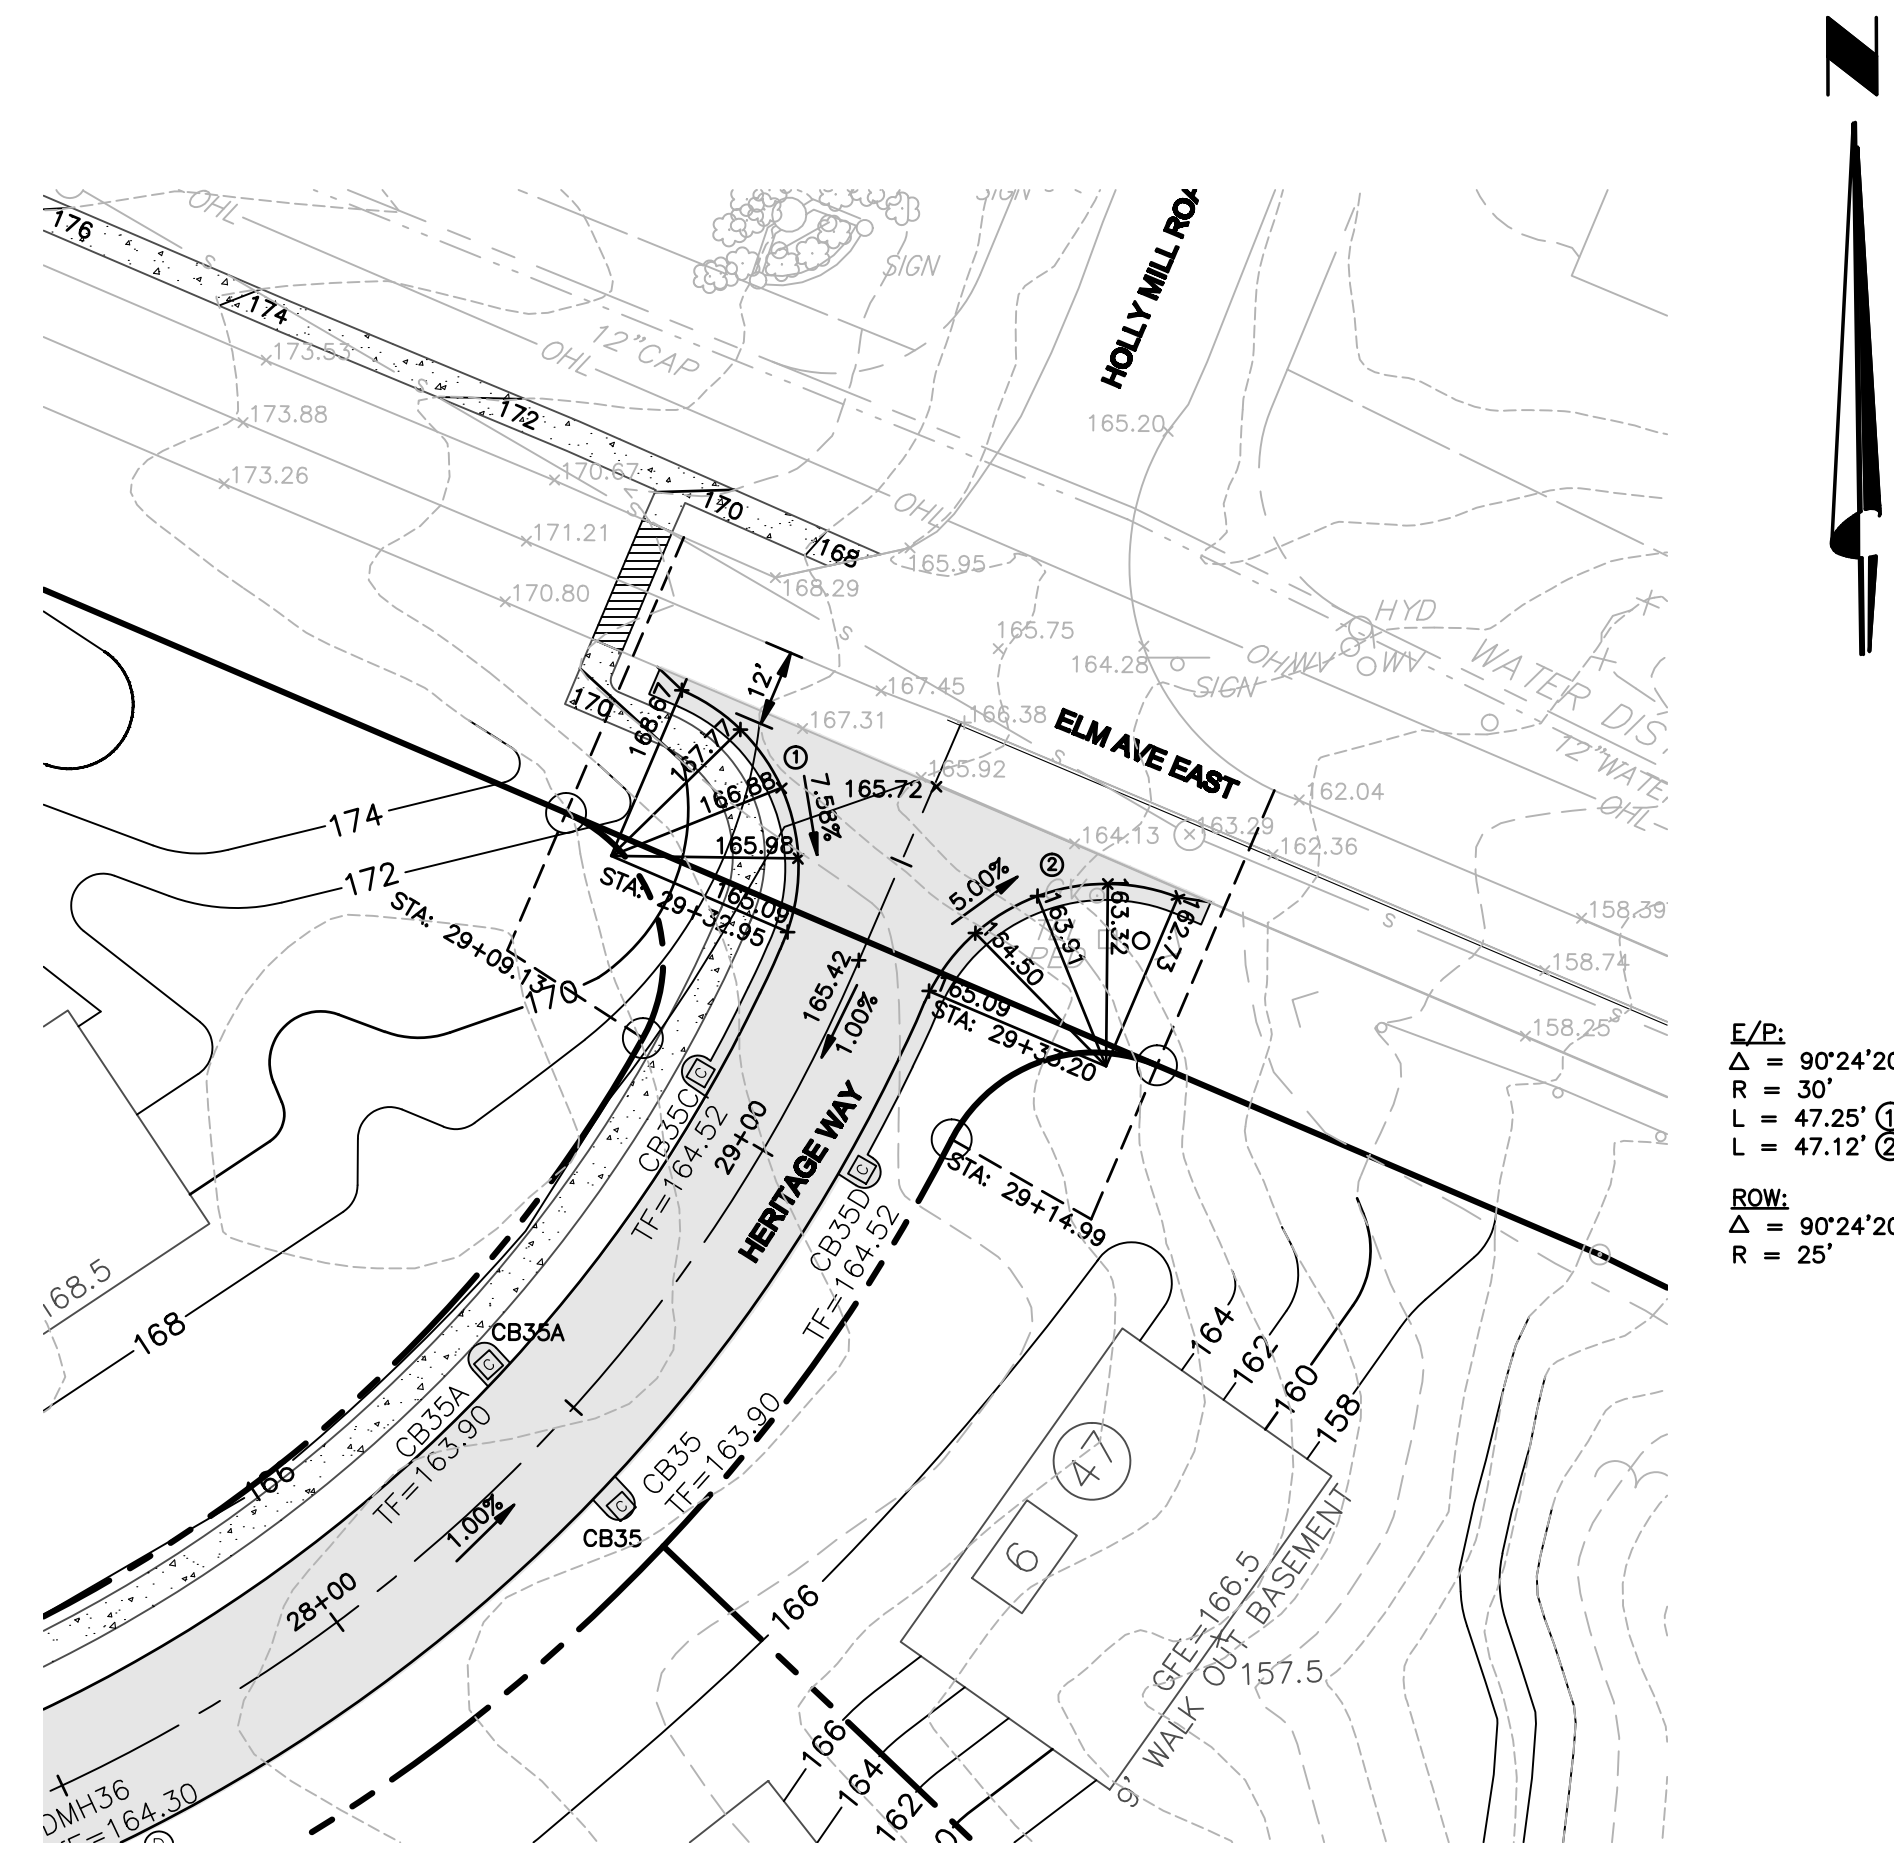 N
OHL
SIGN
176
174
SIGN
HOLLY MILL ROA
12"CAP
OHL
173.53
172
173.88
165.20
170.67
173.26
170
OHL
171.21
168
165.95
168.29
170.80
HYD
165.75
164.28
OHL
WV
WV
WATER DIS
SIGN
167.45
12'
170
168.67
167.31
166.38
ELM AVE EAST
12"WATE
167.77
①
7.58%
165.92
165.72
166.88
162.04
OHL
174
164.13
163.29
162.36
165.98
172
STA: 29+32.95
165.09
②
5.00%
158.39
STA: 29+09.13
164.50
163.91
163.32
162.73
158.74
170
165.42
1.00%
165.09
STA: 29+33.20
158.25
E/P:
Δ = 90°24'20
R = 30'
L = 47.25' ①
L = 47.12' ②
ROW:
Δ = 90°24'20
R = 25'
C
CB35C
TF=164.52
29+00
HERITAGE WAY
C
CB35D
TF=164.52
STA: 29+14.99
168.5
168
CB35A
C
CB35A
TF=163.90
164
162
160
158
166
1.00%
CB35
TF=163.90
C
CB35
47
6
28+00
166
GFE=166.5
9' WALK OUT BASEMENT
157.5
166
164
162
DMH36
TF=164.30
D